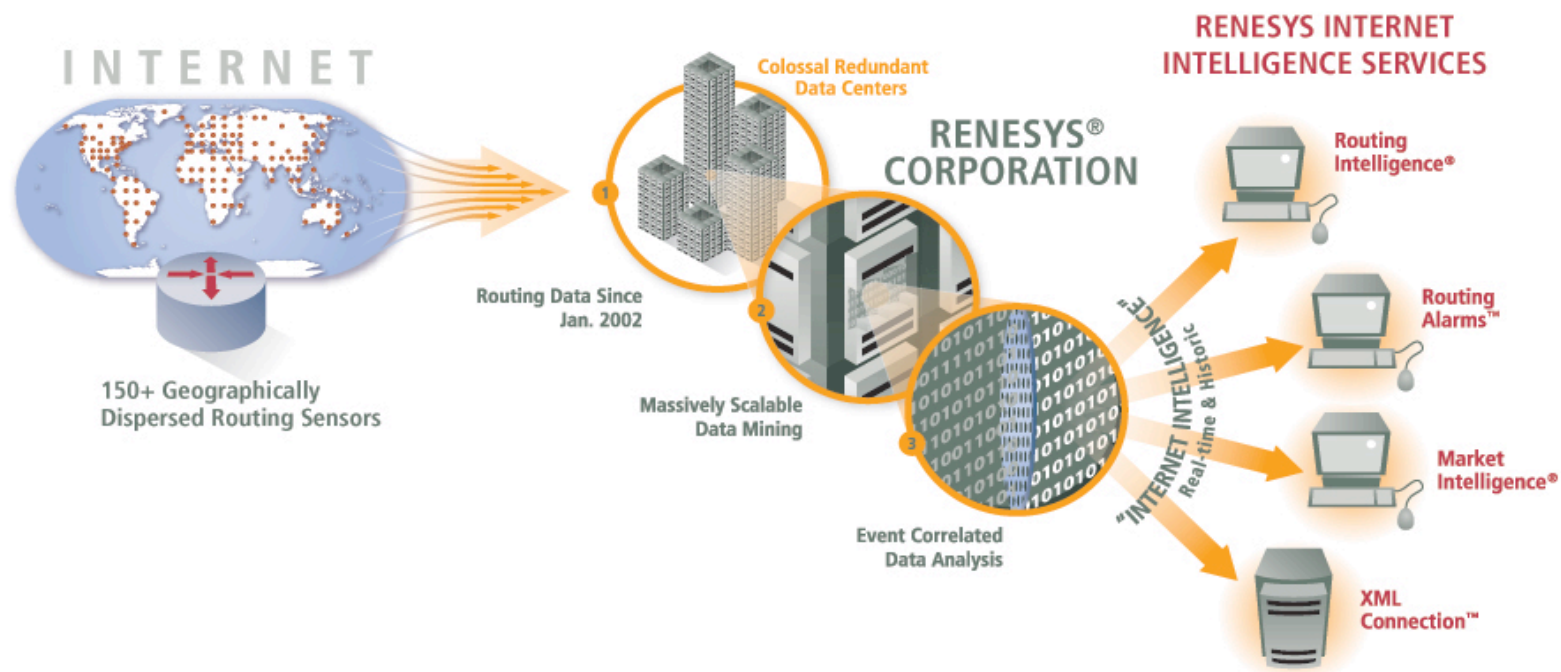 INTERNET
150+ Geographically
Dispersed Routing Sensors
Colossal Redundant
Data Centers
1
Routing Data Since
Jan. 2002
RENESYS®
CORPORATION
2
Massively Scalable
Data Mining
3
Event Correlated
Data Analysis
"INTERNET INTELLIGENCE"
Real-time & Historic
RENESYS INTERNET
INTELLIGENCE SERVICES
Routing
Intelligence®
Routing
Alarms™
Market
Intelligence®
XML
Connection™